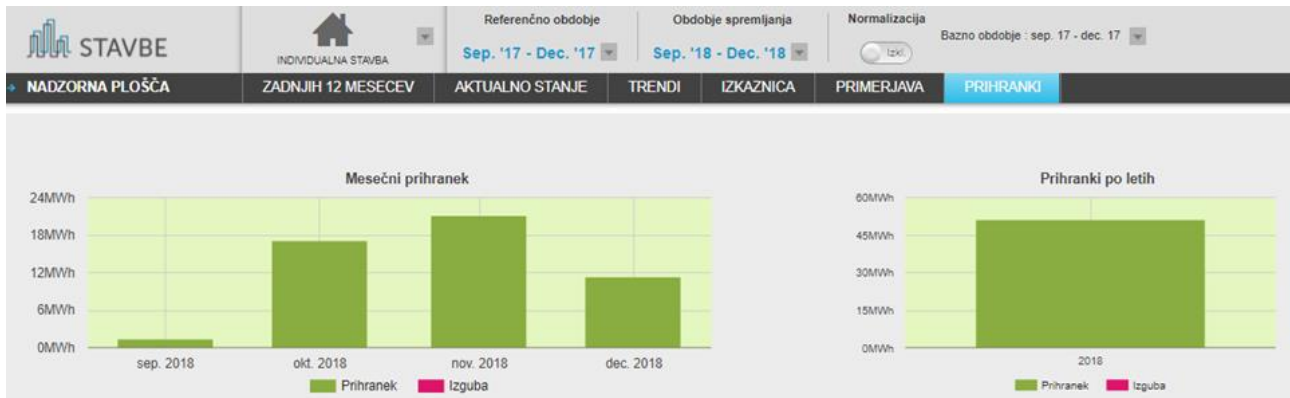 STAVBE
INDIVIDUALNA STAVBA
Referenčno obdobje
Sep. '17 - Dec. '17
Obdobje spremljanja
Sep. '18 - Dec. '18
Normalizacija
Izkl.
Bazno obdobje : sep. 17 - dec. 17
NADZORNA PLOŠČA ZADNJIH 12 MESECEV AKTUALNO STANJE TRENDI IZKAZNICA PRIMERJAVA PRIHRANKI
Mesečni prihranek
24MWh
18MWh
12MWh
6MWh
0MWh
sep. 2018 okt. 2018 nov. 2018 dec. 2018
Prihranek Izguba
Prihranki po letih
60MWh
45MWh
30MWh
15MWh
0MWh
2018
Prihranek Izguba